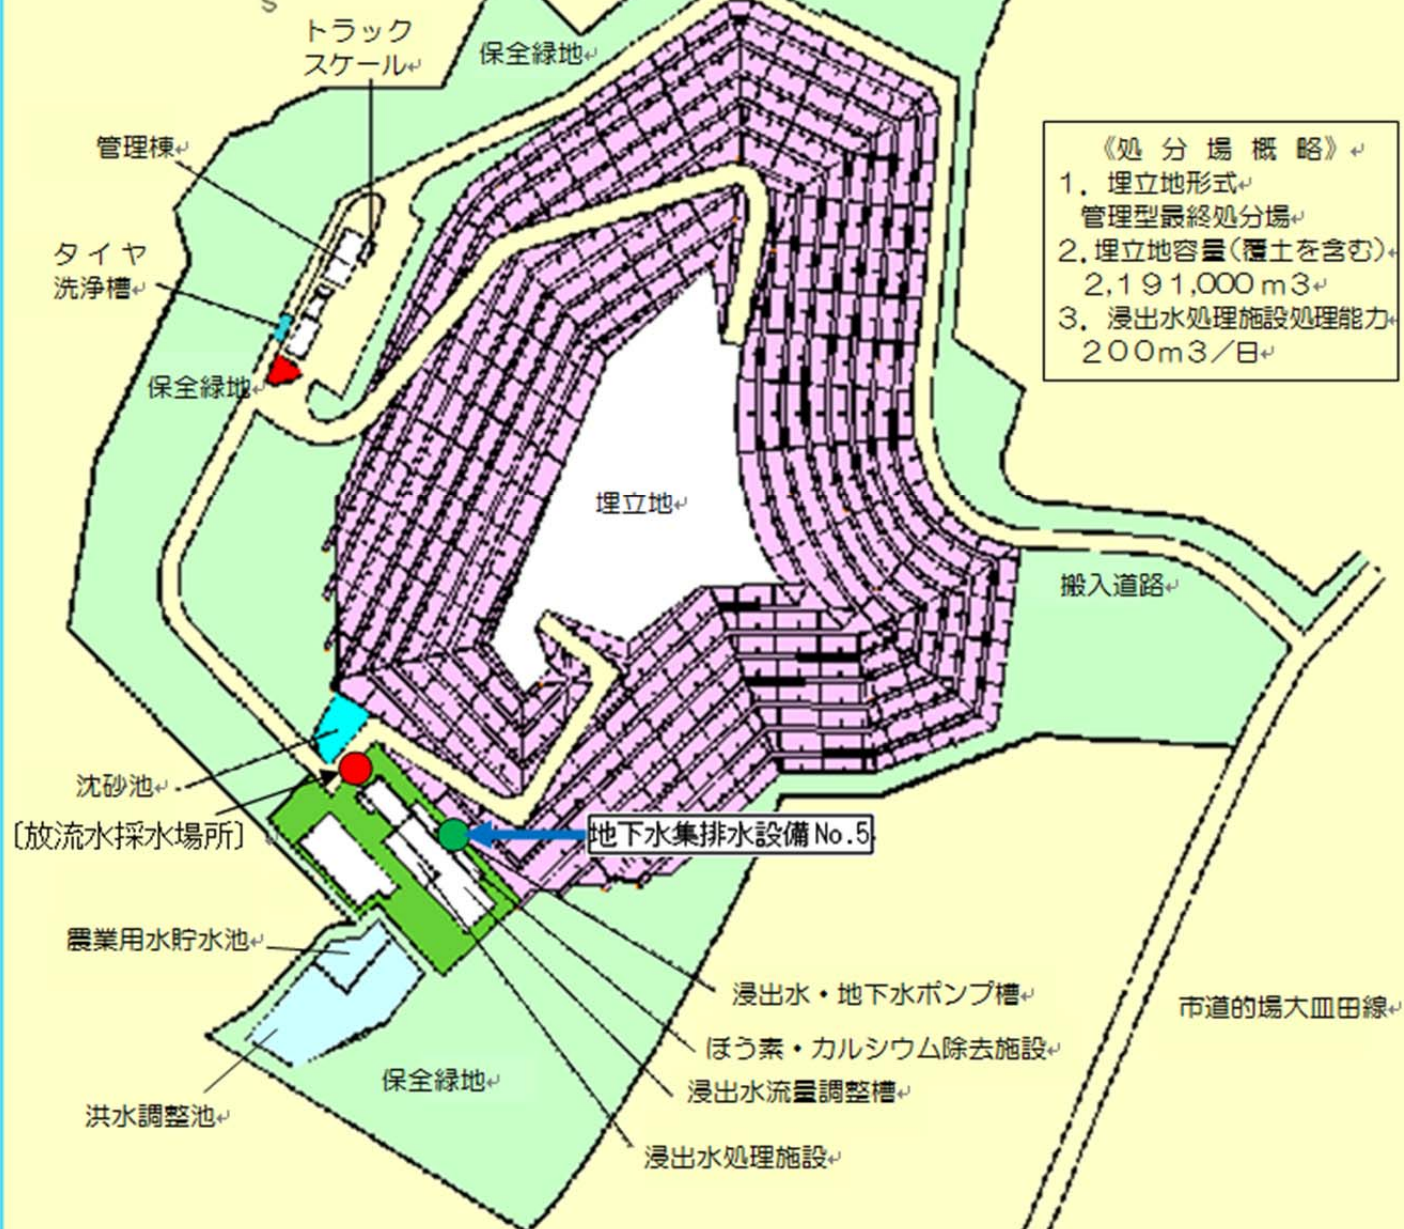 S
トラック
スケール↵
保全緑地↵
管理棟↵
《処 分 場 概 略》↵
1．埋立地形式↵
管理型最終処分場↵
2．埋立地容量（覆土を含む）↵
2,191,000m3↵
3．浸出水処理施設処理能力↵
200m3／日↵
タイヤ
洗浄槽↵
保全緑地↵
埋立地↵
搬入道路↵
沈砂池↵
〔放流水採水場所〕↵
地下水集排水設備No.5
農業用水貯水池↵
浸出水・地下水ポンプ槽↵
市道的場大皿田線↵
ほう素・カルシウム除去施設↵
保全緑地↵
浸出水流量調整槽↵
洪水調整池↵
浸出水処理施設↵